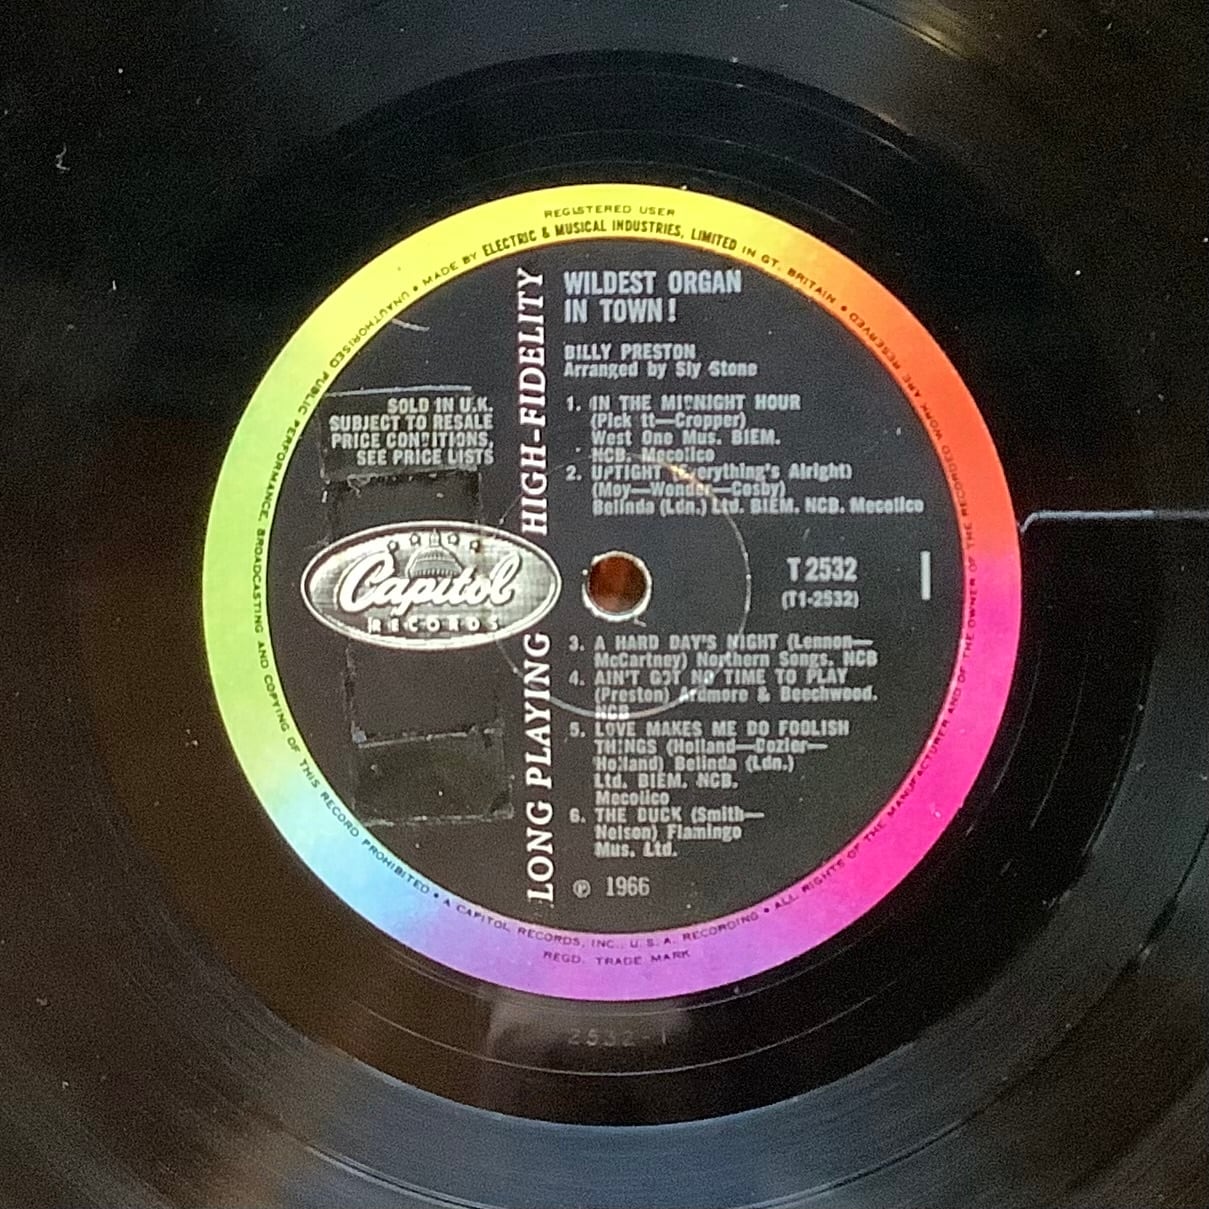 REGISTERED USER
UNAUTHORISED PUBLIC PERFORMANCE, BROADCASTING AND COPYING OF THIS RECORD PROHIBITED • A CAPITOL RECORDS, INC., U.S.A. RECORDING • ALL RIGHTS OF THE MANUFACTURER AND OF THE OWNER OF THE RECORDED WORK ARE RESERVED •
MADE BY ELECTRIC & MUSICAL INDUSTRIES, LIMITED IN GT. BRITAIN •
REGD. TRADE MARK
LONG PLAYING HIGH-FIDELITY
SOLD IN U.K.
SUBJECT TO RESALE
PRICE CONDITIONS,
SEE PRICE LISTS
Capitol
RECORDS
WILDEST ORGAN
IN TOWN!
BILLY PRESTON
Arranged by Sly Stone
1. IN THE MIDNIGHT HOUR
(Pick tt—Cropper)
West One Mus. BIEM.
NCB. Mecolico
2. UPTIGHT (Everything's Alright)
(Moy—Wonder—Cosby)
Belinda (Ldn.) Ltd. BIEM. NCB. Mecolico
T 2532
(T1-2532)
1
3. A HARD DAY'S NIGHT (Lennon—
McCartney) Northern Songs. NCB
4. AIN'T GOT NO TIME TO PLAY
(Preston) Ardmore & Beechwood.
NCB
5. LOVE MAKES ME DO FOOLISH
THINGS (Holland—Dozier—
Holland) Belinda (Ldn.)
Ltd. BIEM. NCB.
Mecolico
6. THE DUCK (Smith—
Nelson) Flamingo
Mus. Ltd.
℗ 1966
2532-1